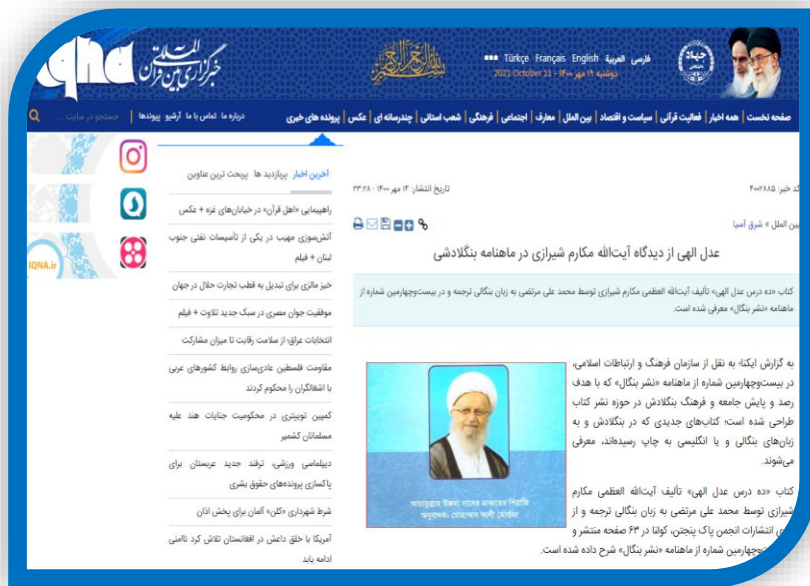 خبرگزاری بین المللی قرآن
iqna
فارسی العربية English Français Türkçe
دوشنبه ۱۹ مهر ۱۴۰۰ - 2021 October 11
صفحه نخست | همه اخبار | فعالیت قرآنی | سیاست و اقتصاد | بین الملل | معارف | اجتماعی | فرهنگی | شعب استانی | چندرسانه ای | عکس | پرونده های خبری
درباره ما تماس با ما آرشیو پیوندها | جستجو در سایت ...
کد خبر: ۴۰۰۲۸۸۵
تاریخ انتشار: ۱۴ مهر ۱۴۰۰ - ۲۳:۲۸
بین الملل » شرق آسیا
عدل الهی از دیدگاه آیت‌الله مکارم شیرازی در ماهنامه بنگلادشی
کتاب «ده درس عدل الهی» تألیف آیت‌الله العظمی مکارم شیرازی توسط محمد علی مرتضی به زبان بنگالی ترجمه و در بیست‌وچهارمین شماره از
ماهنامه «نشر بنگال» معرفی شده است.
به گزارش ایکنا؛ به نقل از سازمان فرهنگ و ارتباطات اسلامی،
در بیست‌وچهارمین شماره از ماهنامه «نشر بنگال» که با هدف
رصد و پایش جامعه و فرهنگ بنگلادش در حوزه نشر کتاب
طراحی شده است؛ کتاب‌های جدیدی که در بنگلادش و به
زبان‌های بنگالی و یا انگلیسی به چاپ رسیده‌اند، معرفی
می‌شوند.
کتاب «ده درس عدل الهی» تألیف آیت‌الله العظمی مکارم
شیرازی توسط محمد علی مرتضی به زبان بنگالی ترجمه و از
انتشارات انجمن پاک پنجتن، کولنا در ۶۳ صفحه منتشر و
شماره از ماهنامه «نشر بنگال» شرح داده شده است.
আয়াতুল্লাহ উজমা নাসের মাকারেম শিরাজি
অনুবাদক: মোহাম্মাদ আলী মোর্তজা
آخرین اخبار پربازدید ها پربحث ترین عناوین
راهپیمایی «اهل قرآن» در خیابان‌های غزه + عکس
آتش‌سوزی مهیب در یکی از تأسیسات نفتی جنوب
لبنان + فیلم
خیز مالزی برای تبدیل به قطب تجارت حلال در جهان
موفقیت جوان مصری در سبک جدید تلاوت + فیلم
انتخابات عراق؛ از سلامت رقابت تا میزان مشارکت
مقاومت فلسطین عادی‌سازی روابط کشورهای عربی
با اشغالگران را محکوم کردند
کمپین توییتری در محکومیت جنایات هند علیه
مسلمانان کشمیر
دیپلماسی ورزشی، ترفند جدید عربستان برای
پاکسازی پرونده‌های حقوق بشری
شرط شهرداری «کلن» آلمان برای پخش اذان
آمریکا با خلق داعش در افغانستان تلاش کرد ناامنی
ادامه یابد
IQNA.ir